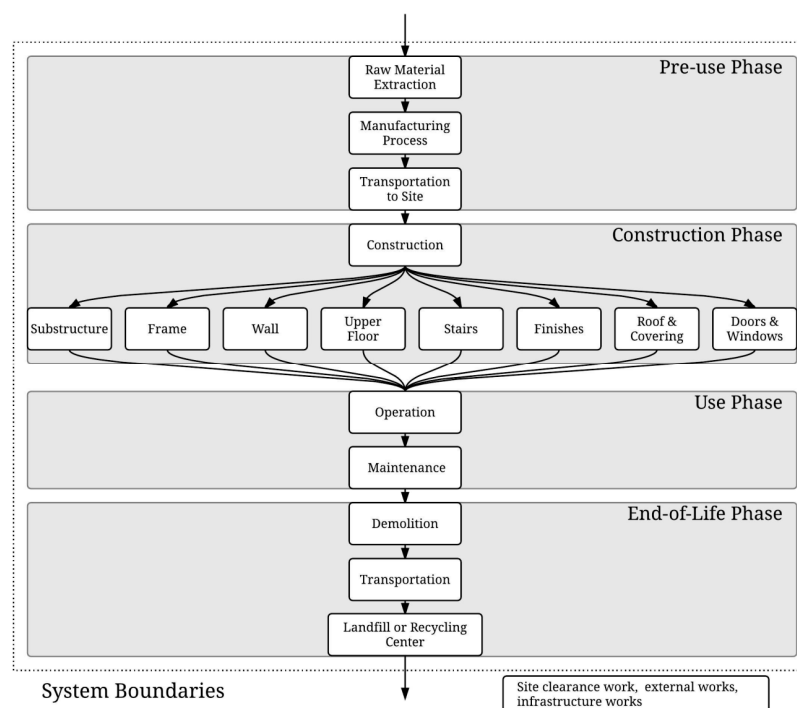 Pre-use Phase
Raw Material
Extraction
Manufacturing
Process
Transportation
to Site
Construction Phase
Construction
Substructure
Frame
Wall
Upper
Floor
Stairs
Finishes
Roof &
Covering
Doors &
Windows
Use Phase
Operation
Maintenance
End-of-Life Phase
Demolition
Transportation
Landfill or Recycling
Center
System Boundaries
Site clearance work, external works,
infrastructure works